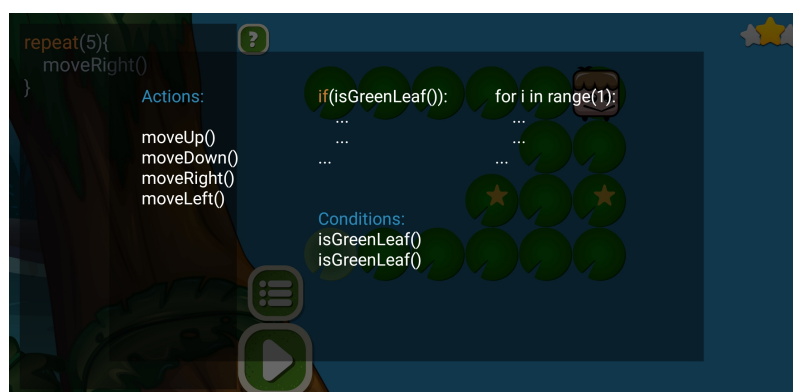 repeat(5){
moveRight()
}
?
Actions:
moveUp()
moveDown()
moveRight()
moveLeft()
if(isGreenLeaf()):
...
...
...
for i in range(1):
...
...
...
Conditions:
isGreenLeaf()
isGreenLeaf()